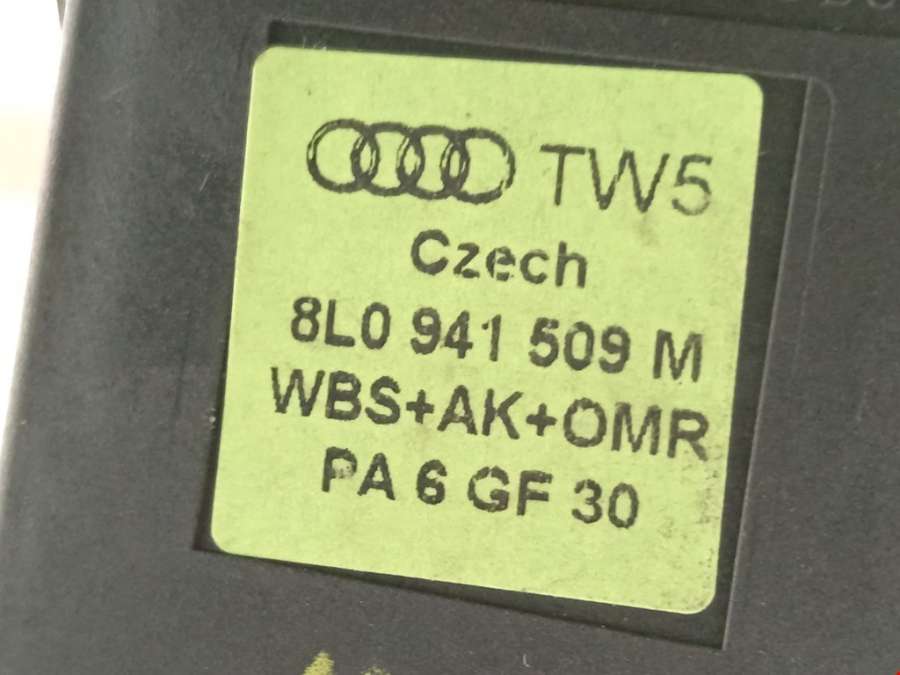 TW5
Czech
8L0 941 509 M
WBS+AK+OMR
PA 6 GF 30